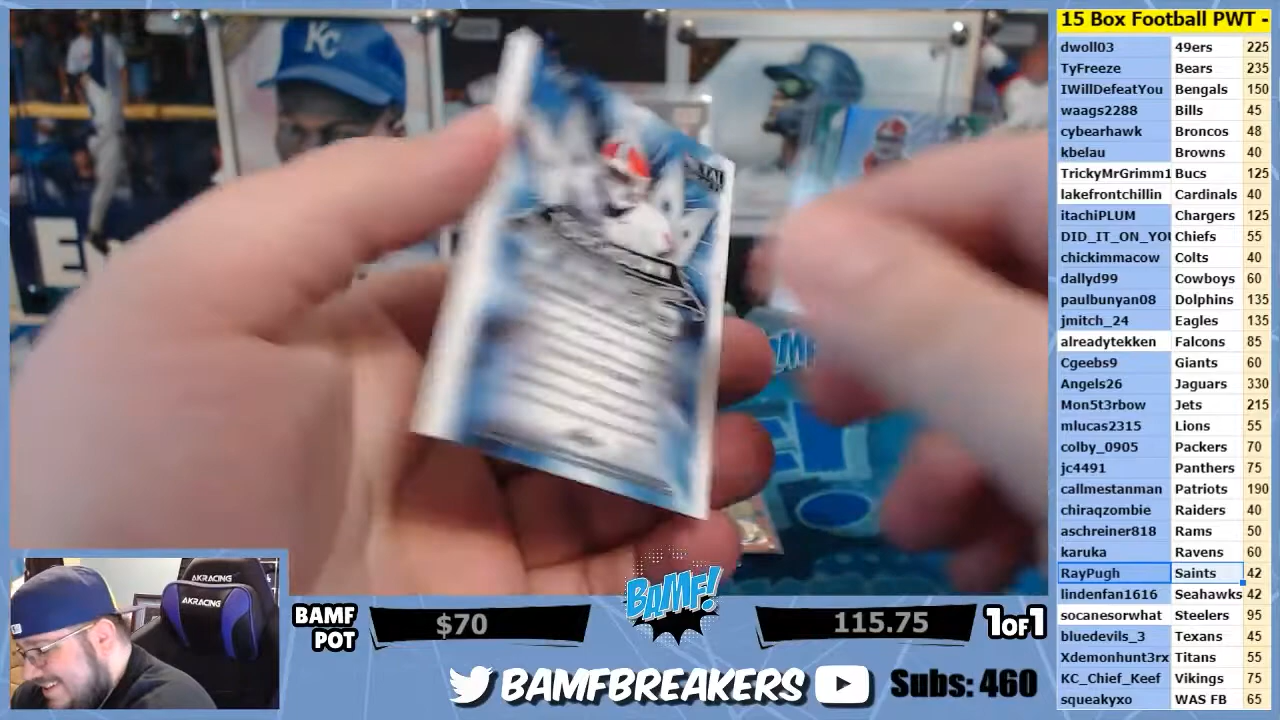 15 Box Football PWT -
dwoll03 49ers 225
TyFreeze Bears 235
IWillDefeatYou Bengals 150
waags2288 Bills 45
cybearhawk Broncos 48
kbelau Browns 40
TrickyMrGrimm1 Bucs 125
lakefrontchillin Cardinals 40
itachiPLUM Chargers 125
DID_IT_ON_YOU Chiefs 55
chickimmacow Colts 40
dallyd99 Cowboys 60
paulbunyan08 Dolphins 135
jmitch_24 Eagles 135
alreadytekken Falcons 85
Cgeebs9 Giants 60
Angels26 Jaguars 330
Mon5t3rbow Jets 215
mlucas2315 Lions 55
colby_0905 Packers 70
jc4491 Panthers 75
callmestanman Patriots 190
chiraqzombie Raiders 40
aschreiner818 Rams 50
karuka Ravens 60
RayPugh Saints 42
lindenfan1616 Seahawks 42
socanesorwhat Steelers 95
bluedevils_3 Texans 45
Xdemonhunt3rx Titans 55
KC_Chief_Keef Vikings 75
squeakyxo WAS FB 65
KC
AKRACING
AKRACING
BAMF POT $70
BAMF!
115.75 1OF1
BAMFBREAKERS Subs: 460